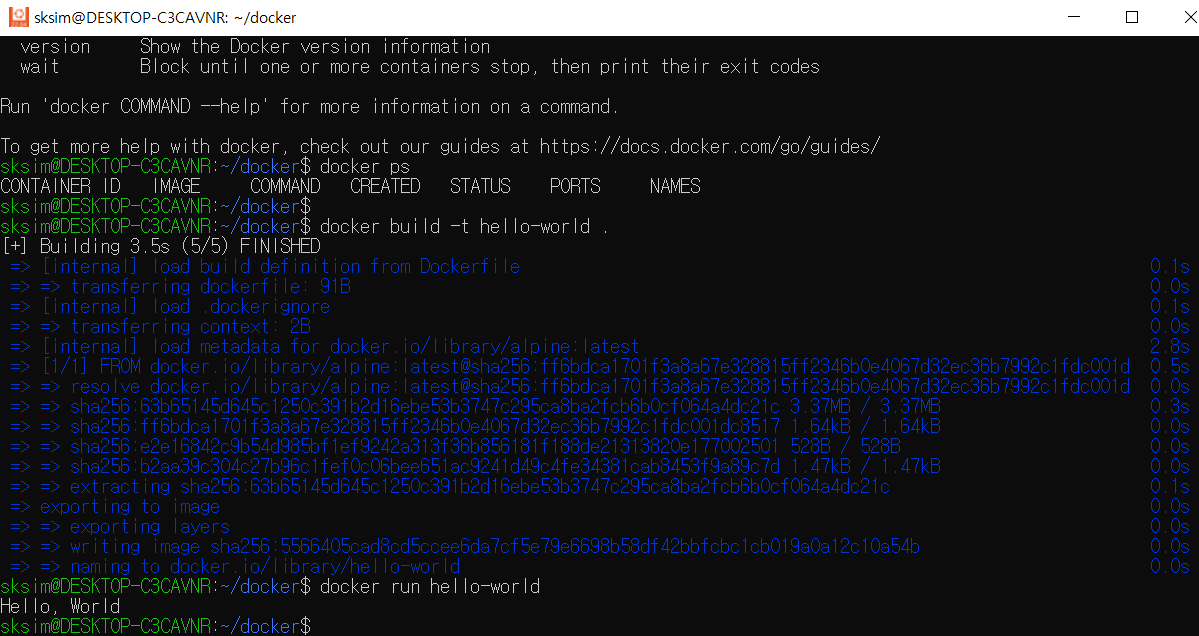 sksim@DESKTOP-C3CAVNR: ~/docker
version Show the Docker version information
wait Block until one or more containers stop, then print their exit codes
Run 'docker COMMAND --help' for more information on a command.
To get more help with docker, check out our guides at https://docs.docker.com/go/guides/
sksim@DESKTOP-C3CAVNR:~/docker$ docker ps
CONTAINER ID IMAGE COMMAND CREATED STATUS PORTS NAMES
sksim@DESKTOP-C3CAVNR:~/docker$
sksim@DESKTOP-C3CAVNR:~/docker$ docker build -t hello-world .
[+] Building 3.5s (5/5) FINISHED
=> [internal] load build definition from Dockerfile 0.1s
=> => transferring dockerfile: 91B 0.0s
=> [internal] load .dockerignore 0.1s
=> => transferring context: 2B 0.0s
=> [internal] load metadata for docker.io/library/alpine:latest 2.8s
=> [1/1] FROM docker.io/library/alpine:latest@sha256:ff6bdca1701f3a8a67e328815ff2346b0e4067d32ec36b7992c1fdc001d 0.5s
=> => resolve docker.io/library/alpine:latest@sha256:ff6bdca1701f3a8a67e328815ff2346b0e4067d32ec36b7992c1fdc001d 0.0s
=> => sha256:63b65145d645c1250c391b2d16ebe53b3747c295ca8ba2fcb6b0cf064a4dc21c 3.37MB / 3.37MB 0.3s
=> => sha256:ff6bdca1701f3a8a67e328815ff2346b0e4067d32ec36b7992c1fdc001dc8517 1.64kB / 1.64kB 0.0s
=> => sha256:e2e16842c9b54d985bf1ef9242a313f36b856181f188de21313820e177002501 528B / 528B 0.0s
=> => sha256:b2aa39c304c27b96c1fef0c06bee651ac9241d49c4fe34381cab8453f9a89c7d 1.47kB / 1.47kB 0.0s
=> => extracting sha256:63b65145d645c1250c391b2d16ebe53b3747c295ca8ba2fcb6b0cf064a4dc21c 0.1s
=> exporting to image 0.0s
=> => exporting layers 0.0s
=> => writing image sha256:5566405cad8cd5ccee6da7cf5e79e6698b58df42bbfcbc1cb019a0a12c10a54b 0.0s
=> => naming to docker.io/library/hello-world 0.0s
sksim@DESKTOP-C3CAVNR:~/docker$ docker run hello-world
Hello, World
sksim@DESKTOP-C3CAVNR:~/docker$